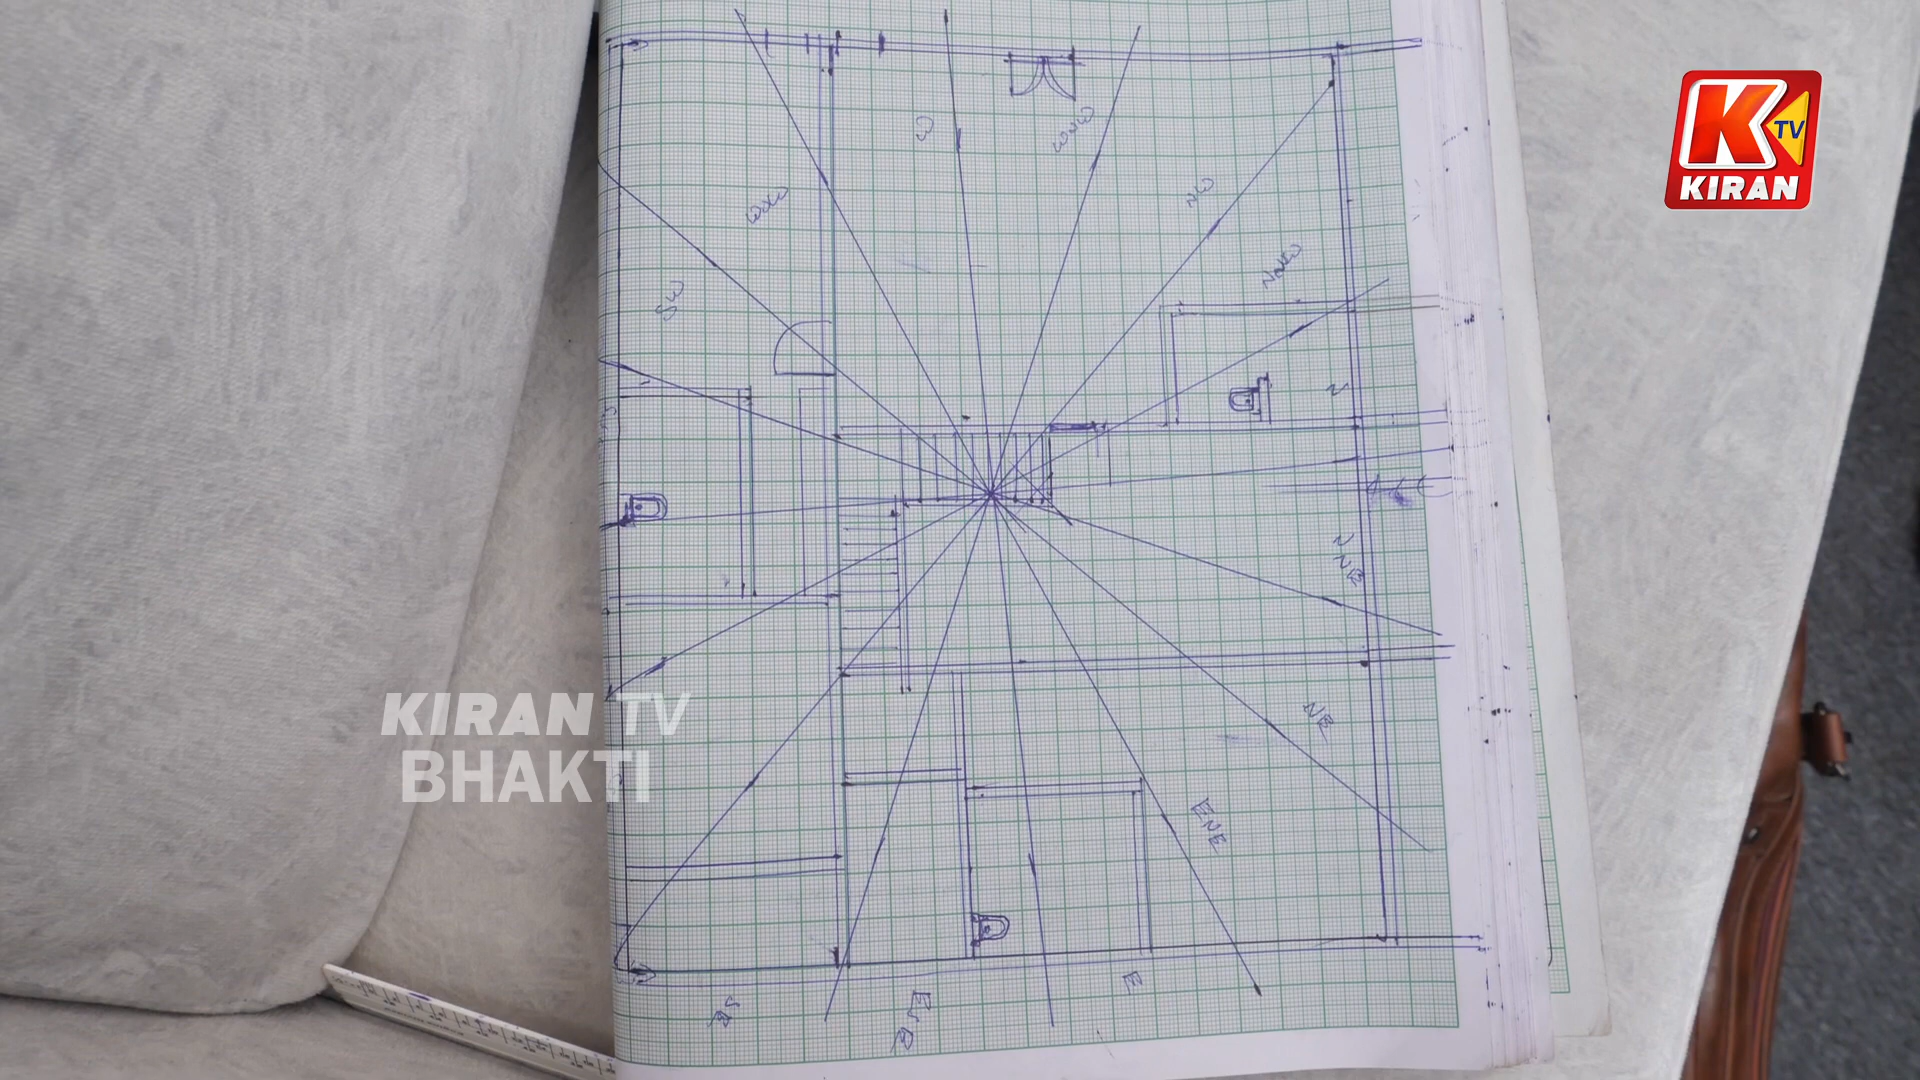 K TV
KIRAN
W
WNW
NW
WSW
NNW
SW
N
NNE
KIRAN TV
BHAKTI
NE
ENE
E
ESE
SE